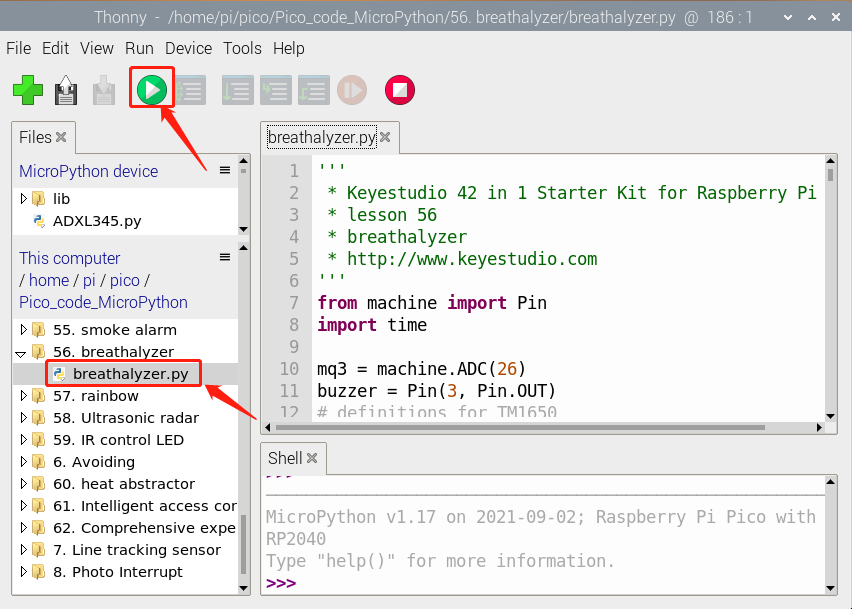 Thonny - /home/pi/pico/Pico_code_MicroPython/56. breathalyzer/breathalyzer.py @ 186 : 1
File Edit View Run Device Tools Help
Files
MicroPython device
lib
ADXL345.py
This computer
/ home / pi / pico /
Pico_code_MicroPython
55. smoke alarm
56. breathalyzer
breathalyzer.py
57. rainbow
58. Ultrasonic radar
59. IR control LED
6. Avoiding
60. heat abstractor
61. Intelligent access cor
62. Comprehensive expe
7. Line tracking sensor
8. Photo Interrupt
breathalyzer.py
1 '''
2 * Keyestudio 42 in 1 Starter Kit for Raspberry Pi
3 * lesson 56
4 * breathalyzer
5 * http://www.keyestudio.com
6 '''
7 from machine import Pin
8 import time
9
10 mq3 = machine.ADC(26)
11 buzzer = Pin(3, Pin.OUT)
12 # definitions for TM1650
Shell
>>>
MicroPython v1.17 on 2021-09-02; Raspberry Pi Pico with
RP2040
Type "help()" for more information.
>>>